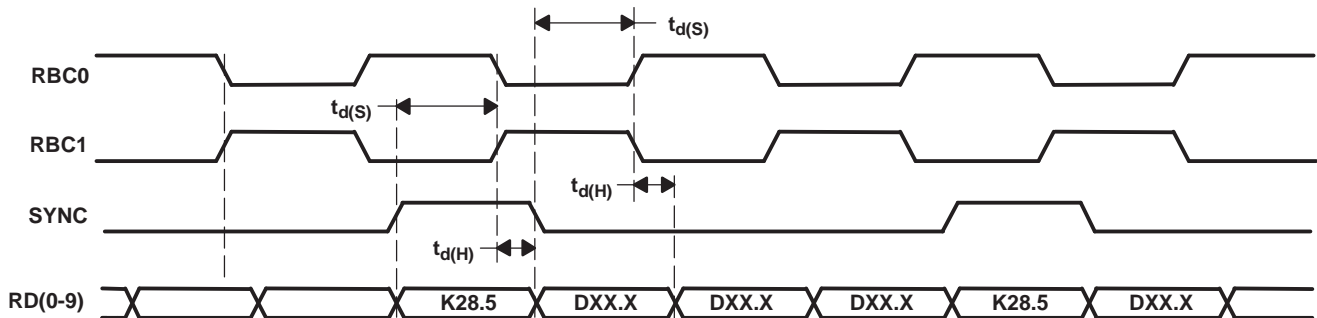 t_d(S)
RBC0
t_d(S)
RBC1
t_d(H)
SYNC
t_d(H)
RD(0-9) K28.5 DXX.X DXX.X DXX.X K28.5 DXX.X